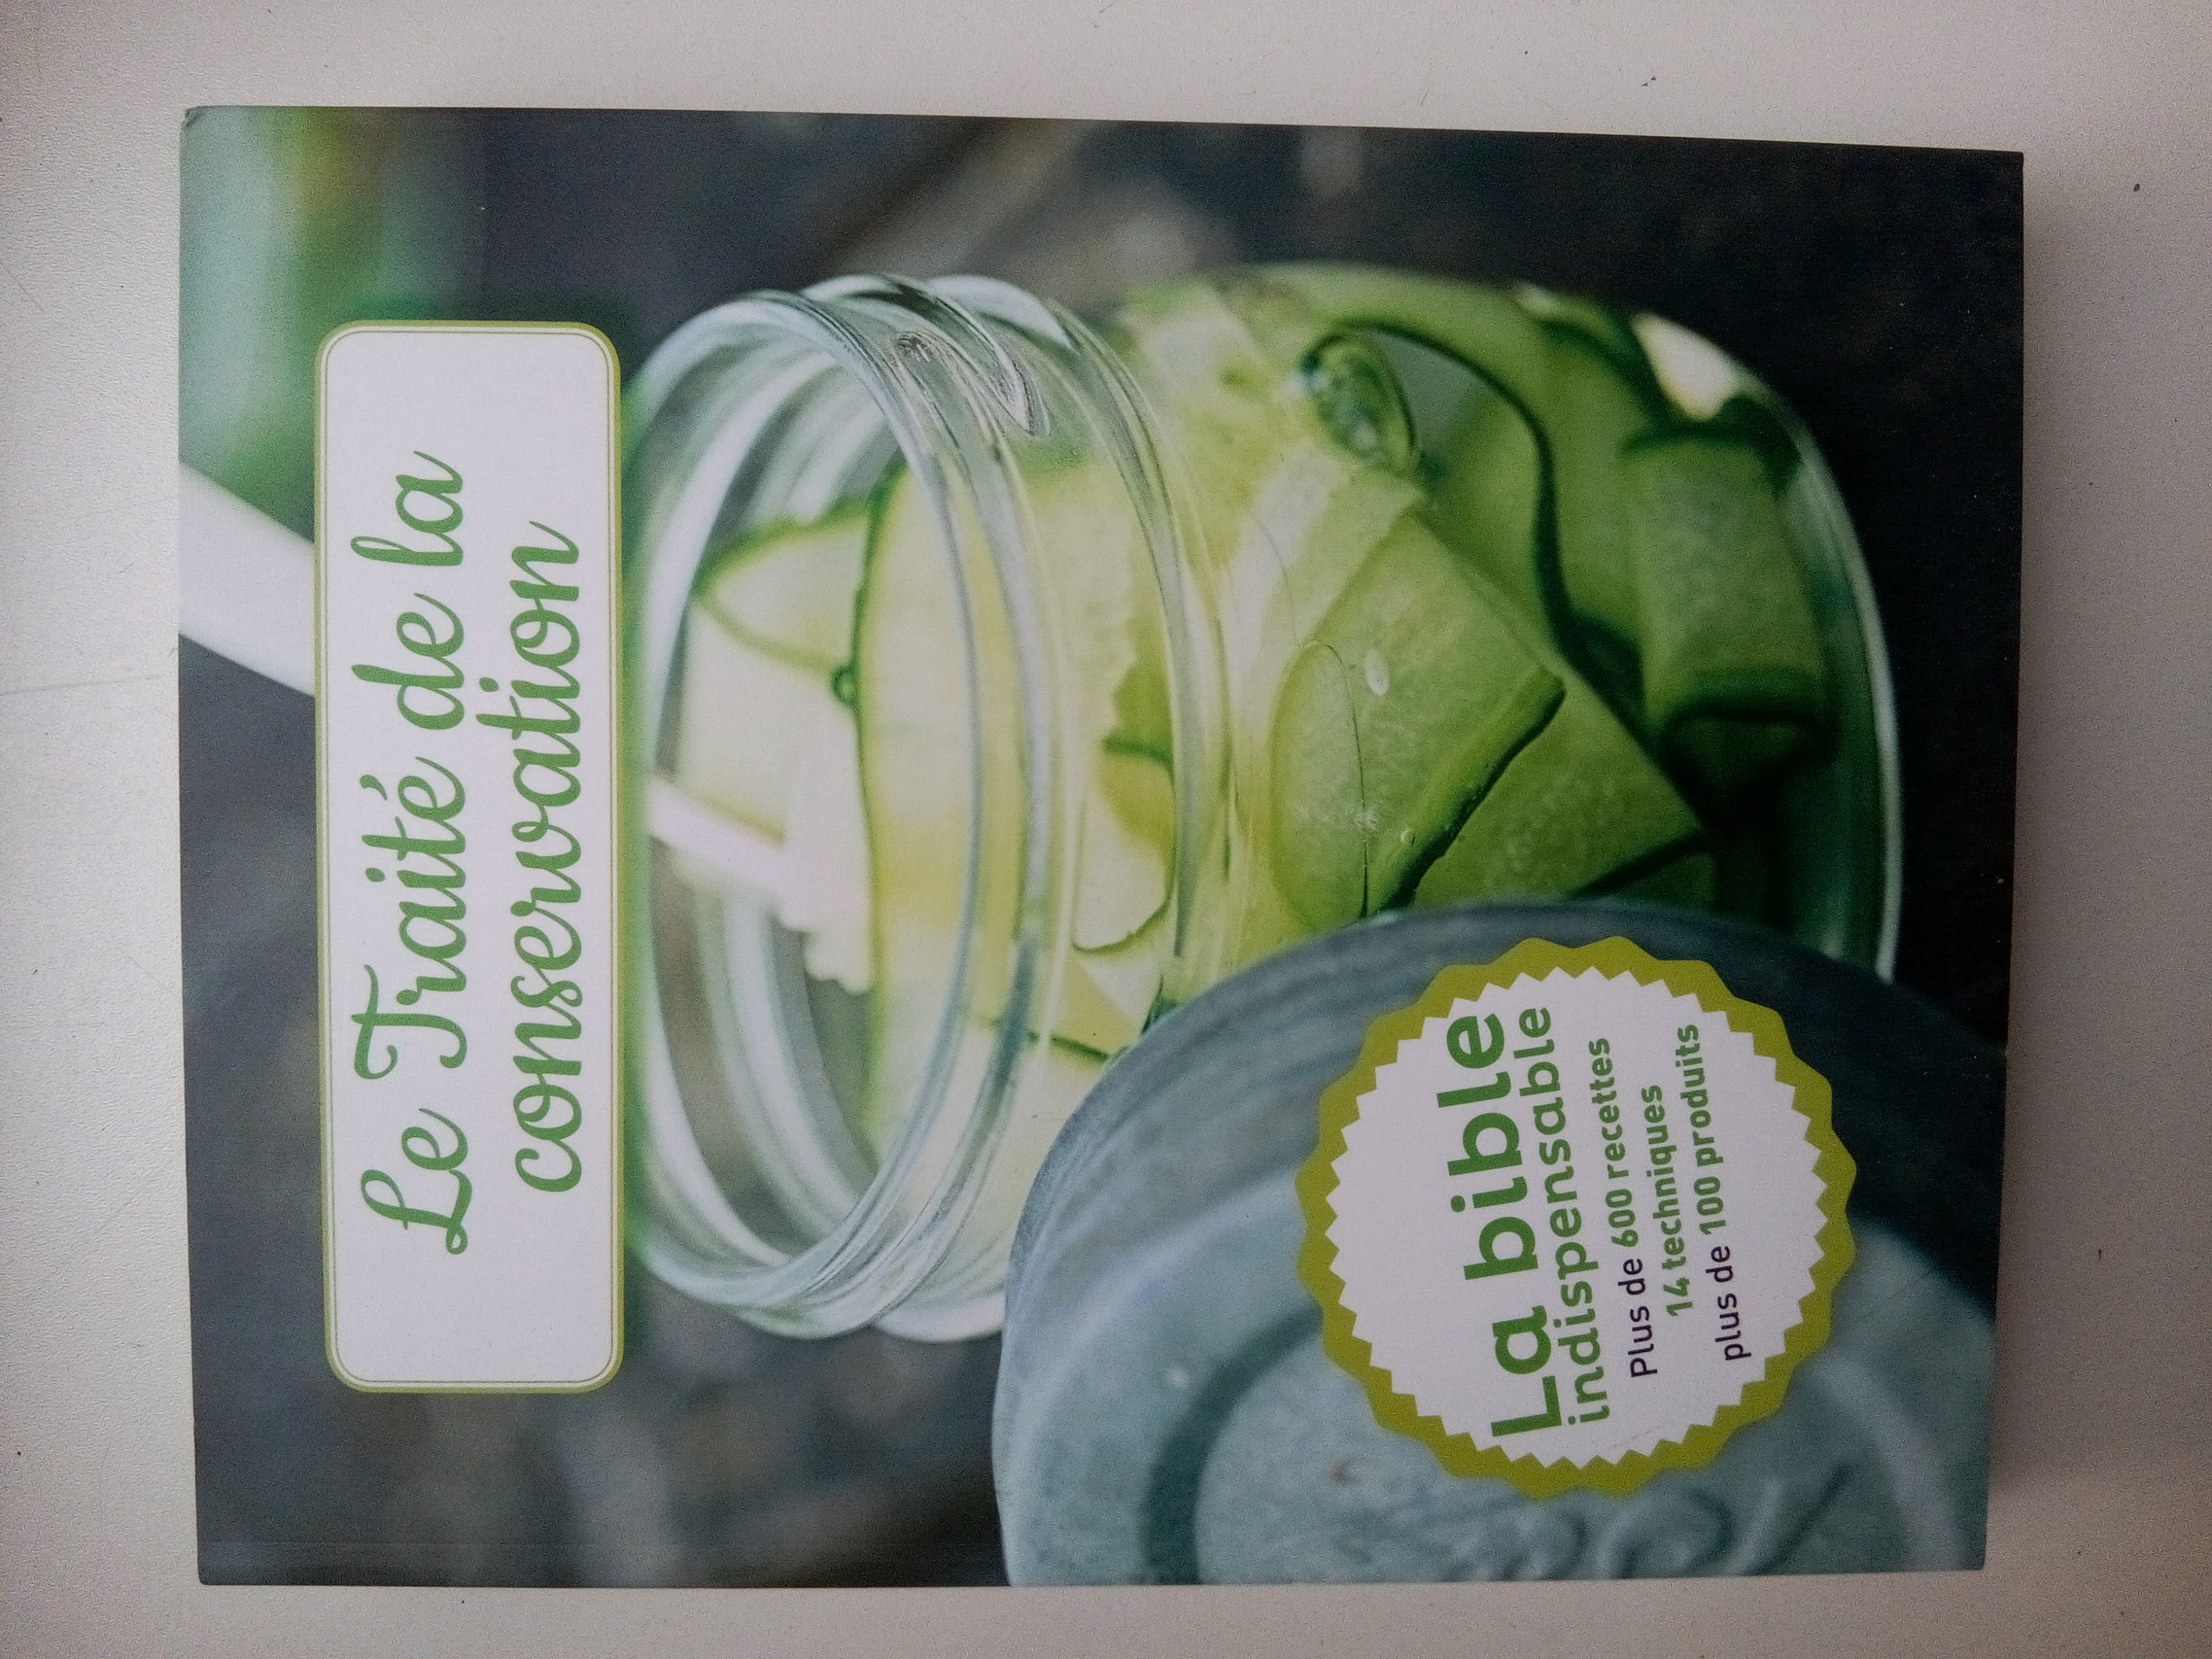 Le Traité de la
conservation
La bible
indispensable
Plus de 600 recettes
14 techniques
plus de 100 produits